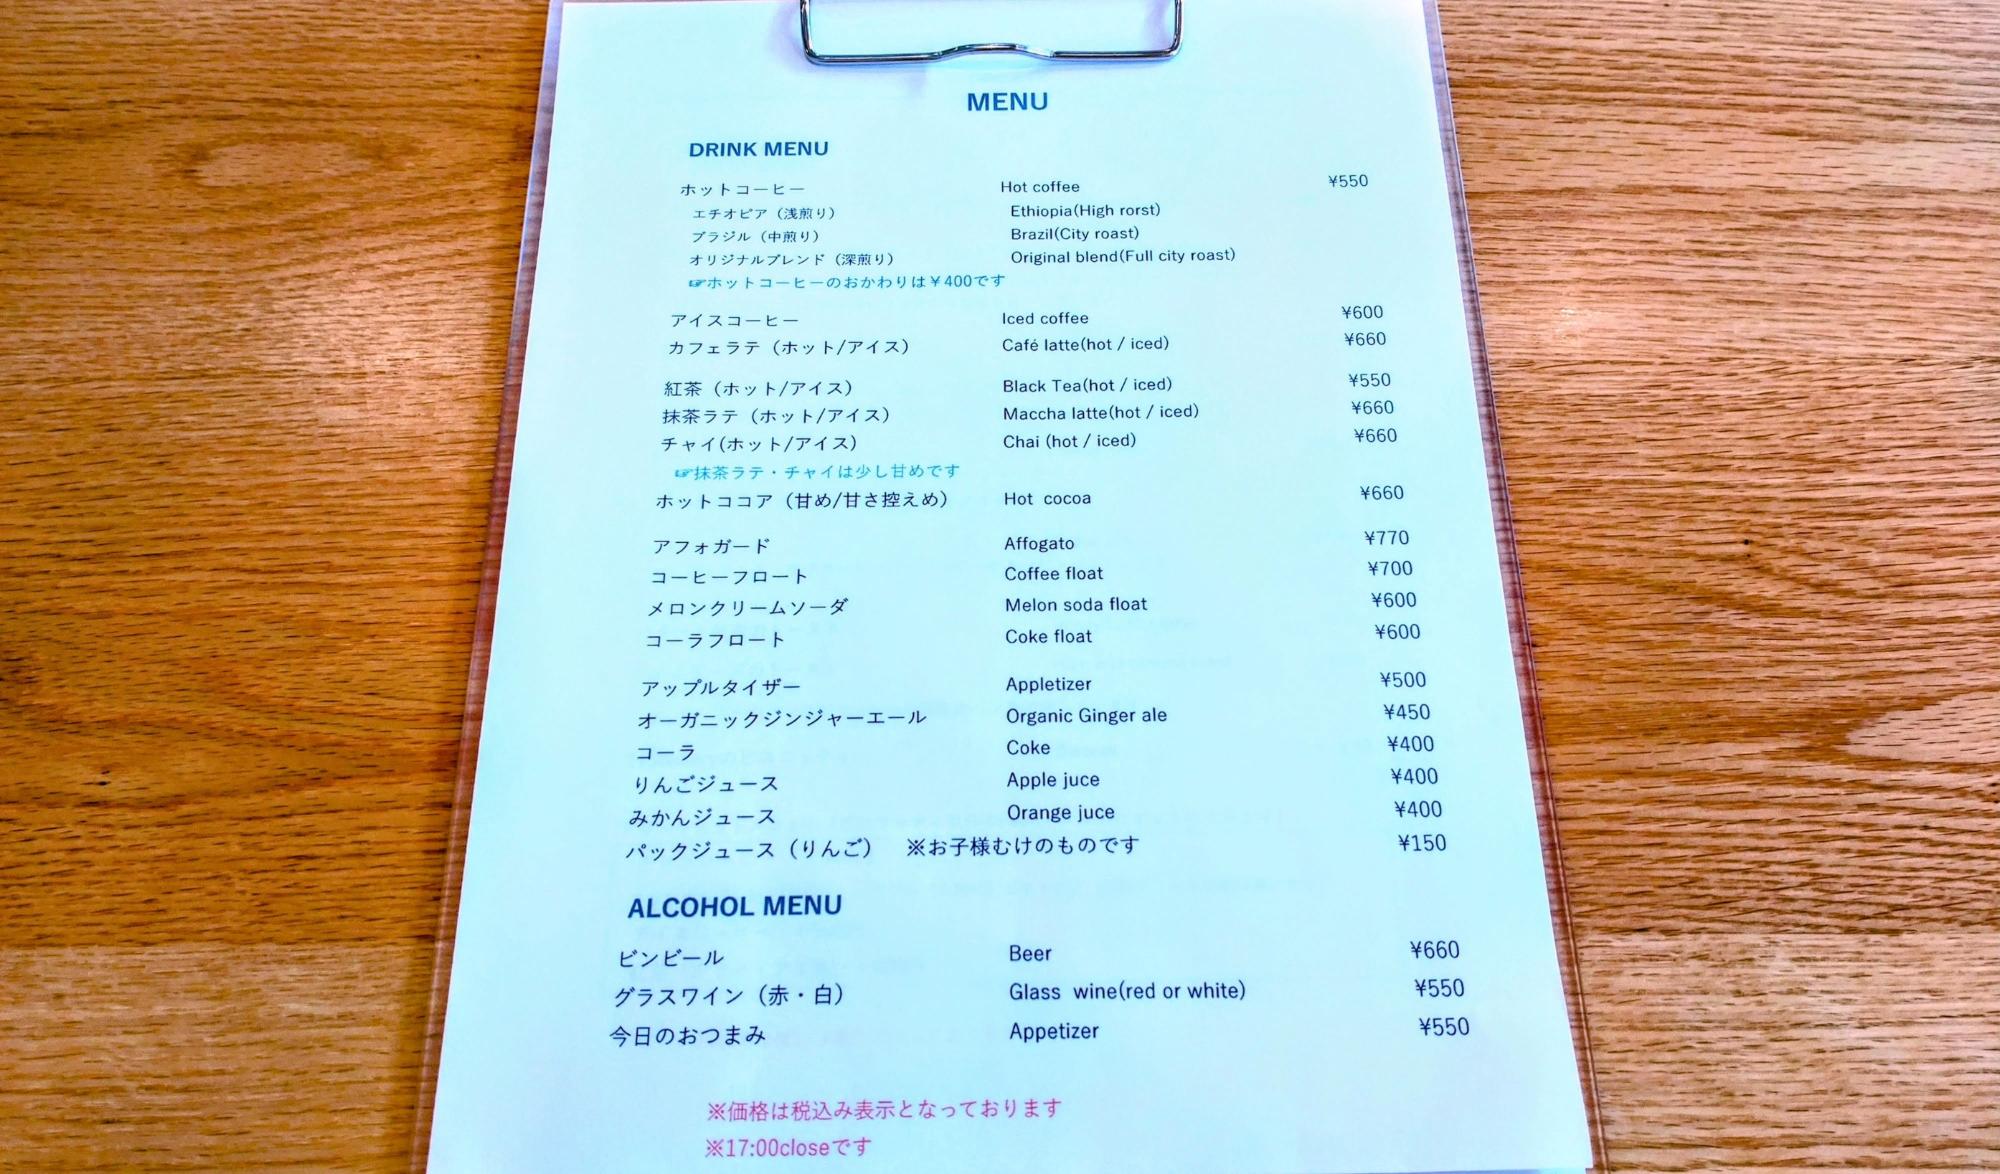 MENU
DRINK MENU
ホットコーヒー Hot coffee ¥550
エチオピア（浅煎り） Ethiopia(High rorst)
ブラジル（中煎り） Brazil(City roast)
オリジナルブレンド（深煎り） Original blend(Full city roast)
☞ホットコーヒーのおかわりは￥400です
アイスコーヒー Iced coffee ¥600
カフェラテ（ホット/アイス） Café latte(hot / iced) ¥660
紅茶（ホット/アイス） Black Tea(hot / iced) ¥550
抹茶ラテ（ホット/アイス） Maccha latte(hot / iced) ¥660
チャイ(ホット/アイス） Chai (hot / iced) ¥660
☞抹茶ラテ・チャイは少し甘めです
ホットココア（甘め/甘さ控えめ） Hot cocoa ¥660
アフォガード Affogato ¥770
コーヒーフロート Coffee float ¥700
メロンクリームソーダ Melon soda float ¥600
コーラフロート Coke float ¥600
アップルタイザー Appletizer ¥500
オーガニックジンジャーエール Organic Ginger ale ¥450
コーラ Coke ¥400
りんごジュース Apple juce ¥400
みかんジュース Orange juce ¥400
パックジュース（りんご） ※お子様むけのものです ¥150
ALCOHOL MENU
ビンビール Beer ¥660
グラスワイン（赤・白） Glass wine(red or white) ¥550
今日のおつまみ Appetizer ¥550
※価格は税込み表示となっております
※17:00closeです